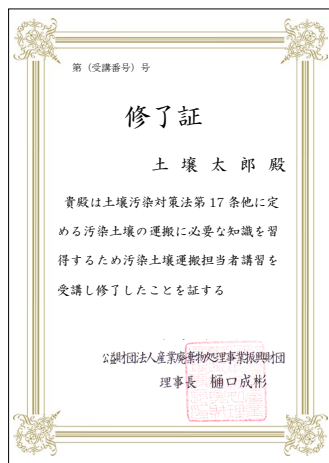 第（受講番号）号
修了証
土壌太郎殿
貴殿は土壌汚染対策法第17条他に定
める汚染土壌の運搬に必要な知識を習
得するため汚染土壌運搬担当者講習を
受講し修了したことを証する
公益財団法人産業廃棄物処理事業振興財団
理事長 樋口成彬